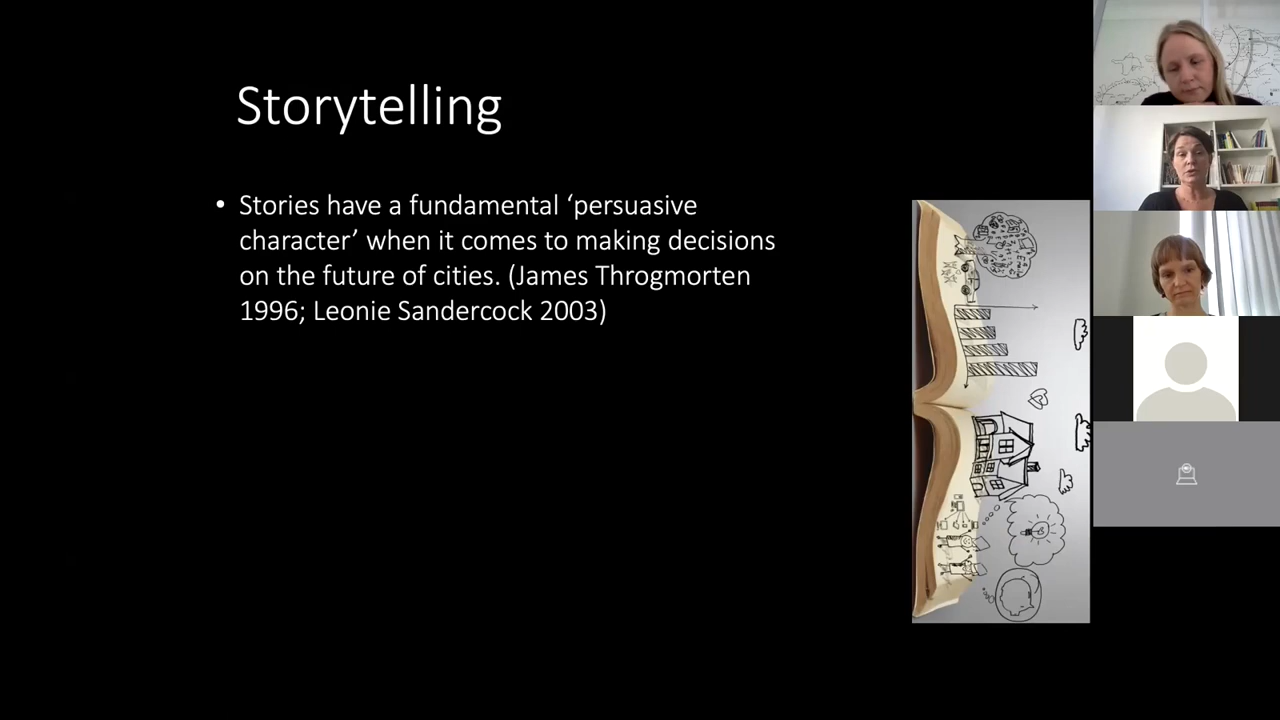 Storytelling
• Stories have a fundamental ‘persuasive
character’ when it comes to making decisions
on the future of cities. (James Throgmorten
1996; Leonie Sandercock 2003)